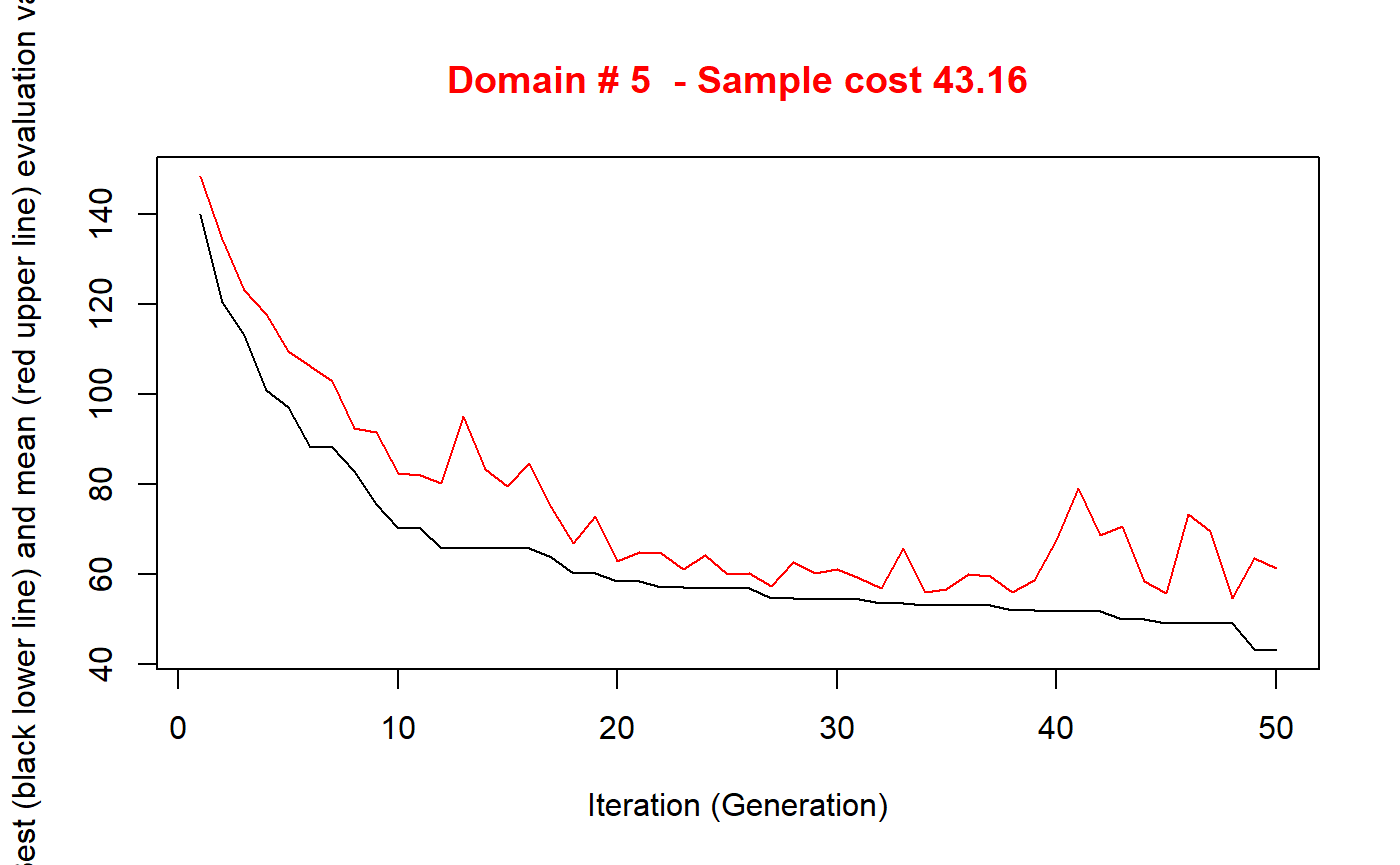 Domain # 5  - Sample cost 43.16
est (black lower line) and mean (red upper line) evaluation
140
120
100
80
60
40
0 10 20 30 40 50
Iteration (Generation)